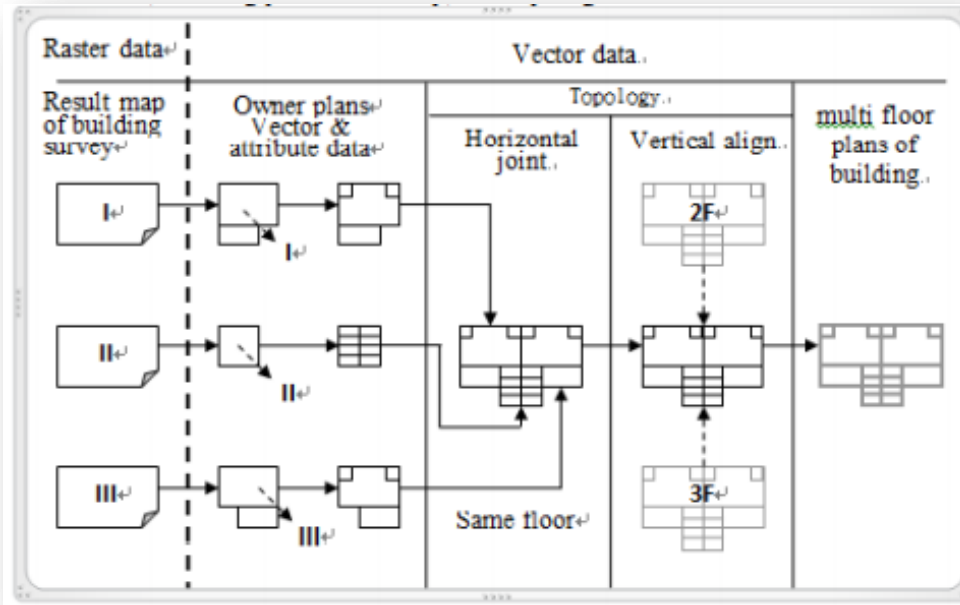 Raster data
Vector data
Result map
of building
survey
Owner plans
Vector &
attribute data
Topology
Horizontal
joint
Vertical align
multi floor
plans of
building
I
I
2F
II
II
III
III
3F
Same floor